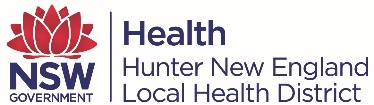 NSW
GOVERNMENT
Health
Hunter New England
Local Health District